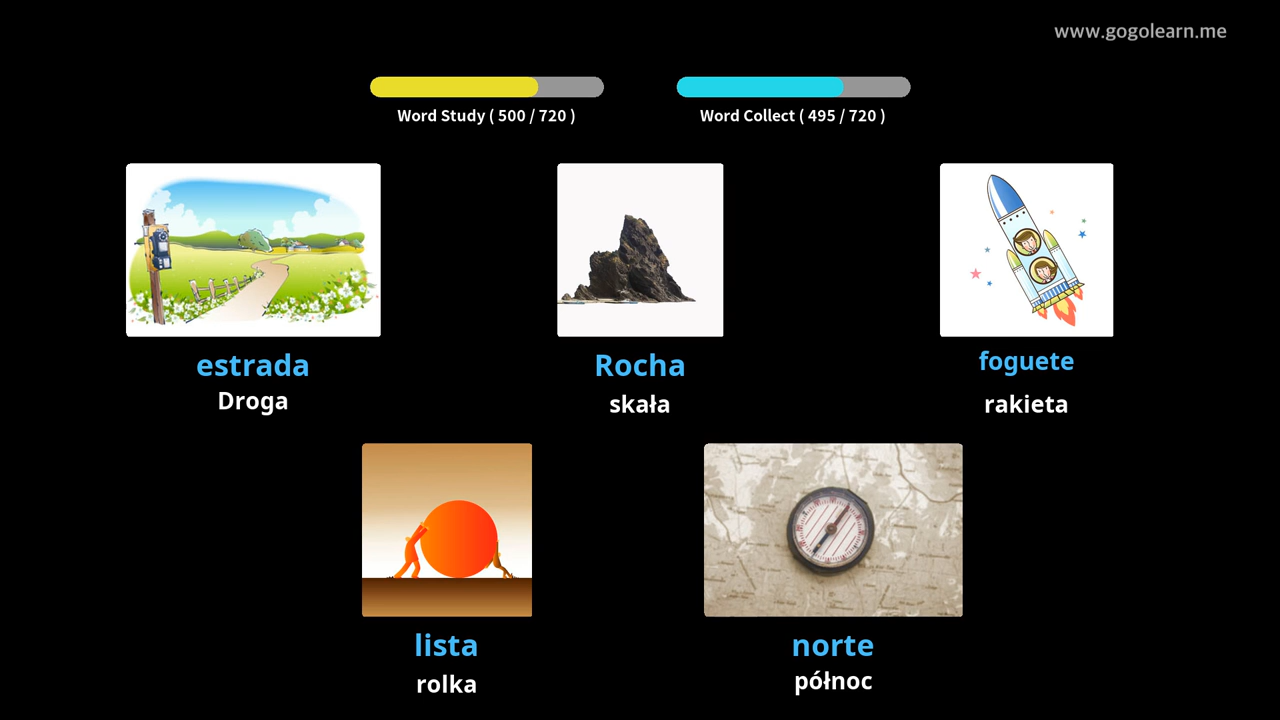 www.gogolearn.me
Word Study ( 500 / 720 )
Word Collect ( 495 / 720 )
estrada
Droga
Rocha
skała
foguete
rakieta
lista
rolka
norte
północ